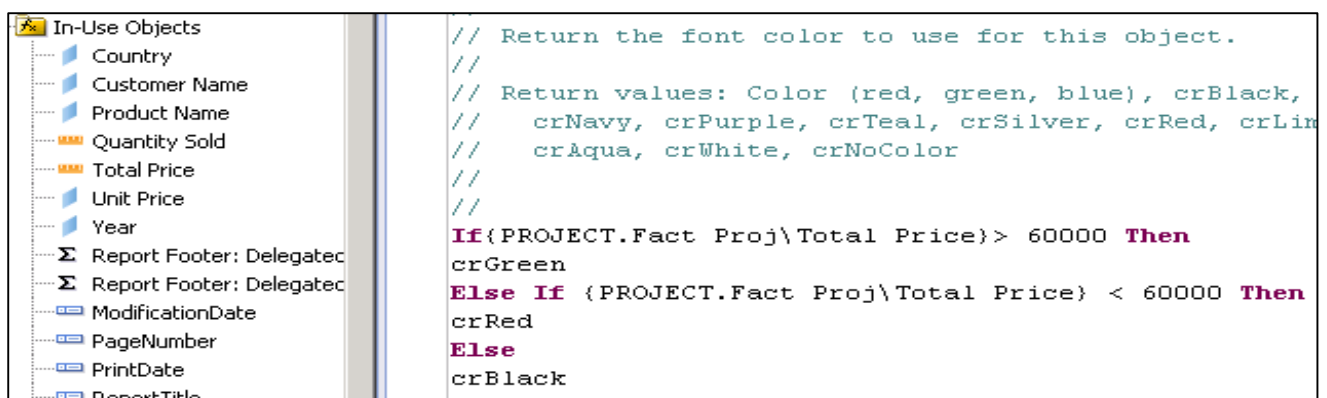 In-Use Objects
Country
Customer Name
Product Name
Quantity Sold
Total Price
Unit Price
Year
Report Footer: Delegated
Report Footer: Delegated
ModificationDate
PageNumber
PrintDate
ReportTitle
//
// Return the font color to use for this object.
//
// Return values: Color (red, green, blue), crBlack,
// crNavy, crPurple, crTeal, crSilver, crRed, crLim
// crAqua, crWhite, crNoColor
//
//
If{PROJECT.Fact Proj\Total Price}> 60000 Then
crGreen
Else If {PROJECT.Fact Proj\Total Price} < 60000 Then
crRed
Else
crBlack